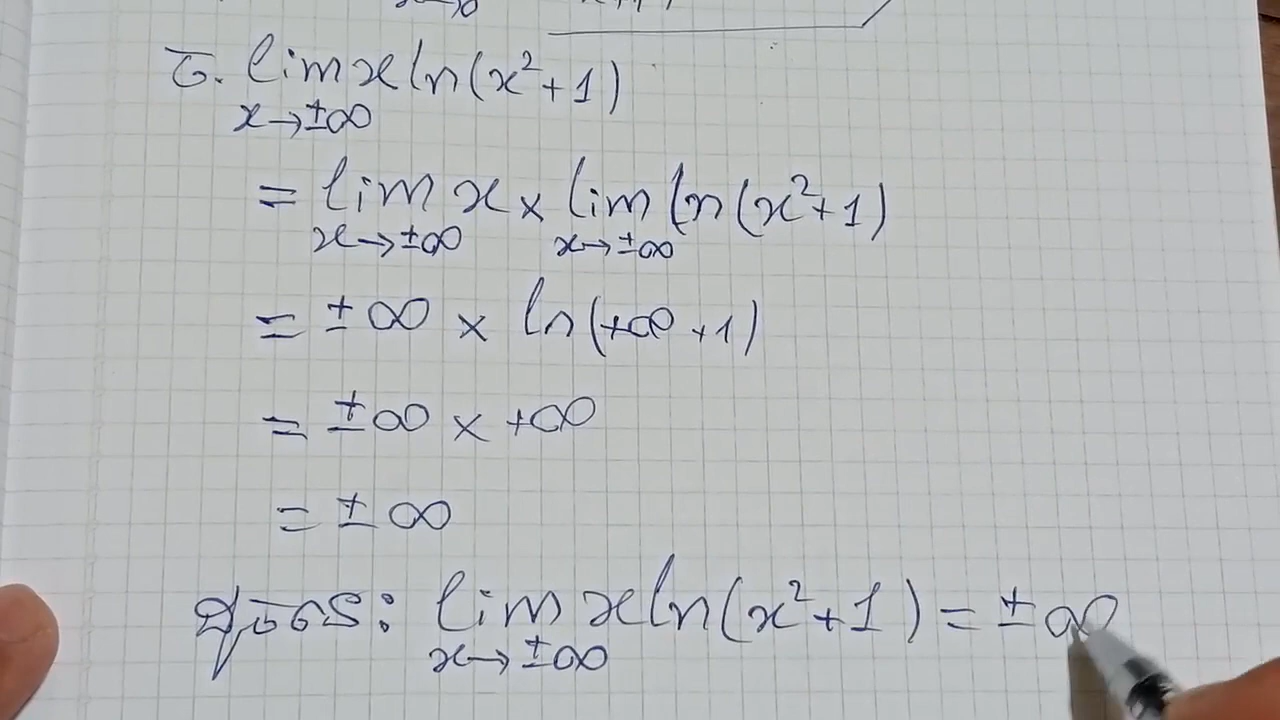 x→0
ច. lim x ln(x²+1)
x→±∞
= lim x × lim ln(x²+1)
x→±∞ x→±∞
= ±∞ × ln(+∞+1)
= ±∞ × +∞
= ±∞
ដូចនេះ: lim x ln(x²+1) = ±∞
x→±∞